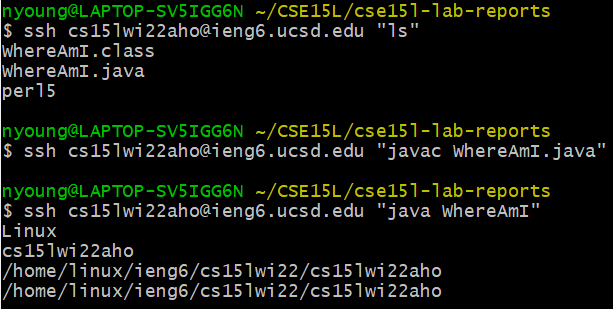 nyoung@LAPTOP-SV5IGG6N ~/CSE15L/cse15l-lab-reports
$ ssh cs15lwi22aho@ieng6.ucsd.edu "ls"
WhereAmI.class
WhereAmI.java
perl5
nyoung@LAPTOP-SV5IGG6N ~/CSE15L/cse15l-lab-reports
$ ssh cs15lwi22aho@ieng6.ucsd.edu "javac WhereAmI.java"
nyoung@LAPTOP-SV5IGG6N ~/CSE15L/cse15l-lab-reports
$ ssh cs15lwi22aho@ieng6.ucsd.edu "java WhereAmI"
Linux
cs15lwi22aho
/home/linux/ieng6/cs15lwi22/cs15lwi22aho
/home/linux/ieng6/cs15lwi22/cs15lwi22aho